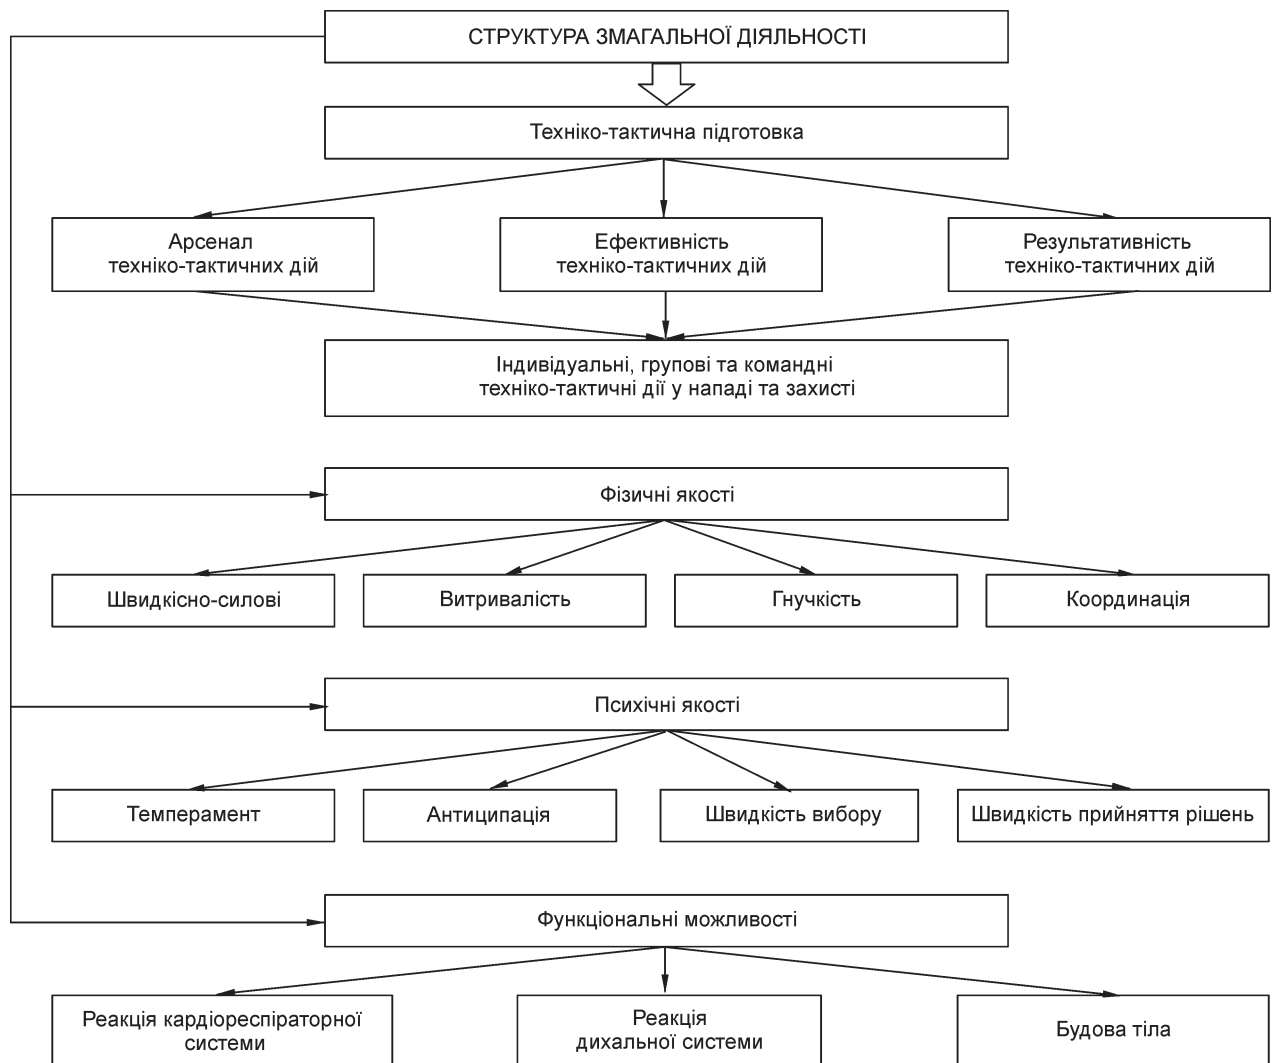 СТРУКТУРА ЗМАГАЛЬНОЇ ДІЯЛЬНОСТІ
Техніко-тактична підготовка
Арсенал
техніко-тактичних дій
Ефективність
техніко-тактичних дій
Результативність
техніко-тактичних дій
Індивідуальні, групові та командні
техніко-тактичні дії у нападі та захисті
Фізичні якості
Швидкісно-силові
Витривалість
Гнучкість
Координація
Психічні якості
Темперамент
Антиципація
Швидкість вибору
Швидкість прийняття рішень
Функціональні можливості
Реакція кардіореспіраторної
системи
Реакція
дихальної системи
Будова тіла